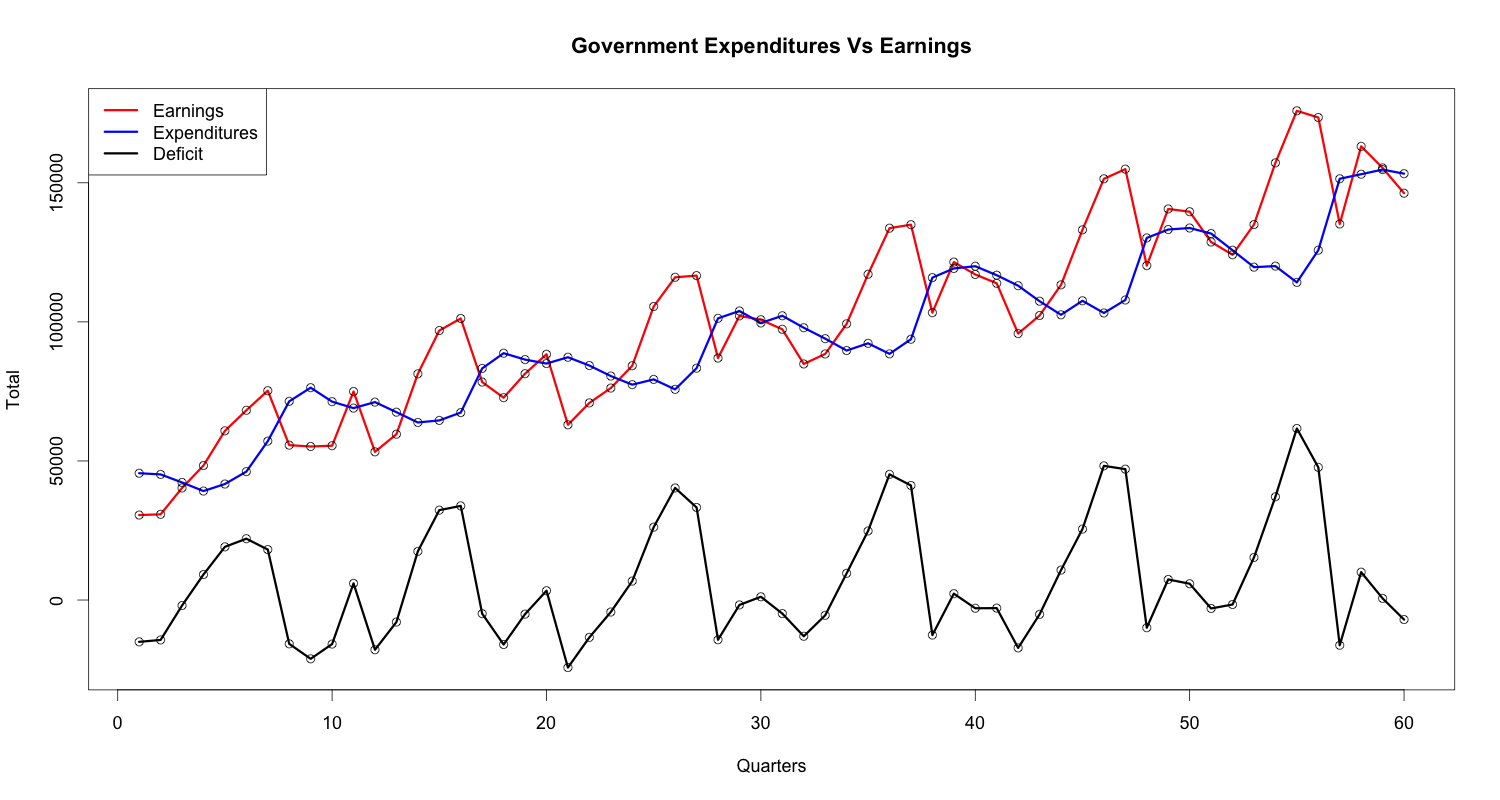 Government Expenditures Vs Earnings
Earnings
Expenditures
Deficit
150000
100000
50000
0
Total
0 10 20 30 40 50 60
Quarters